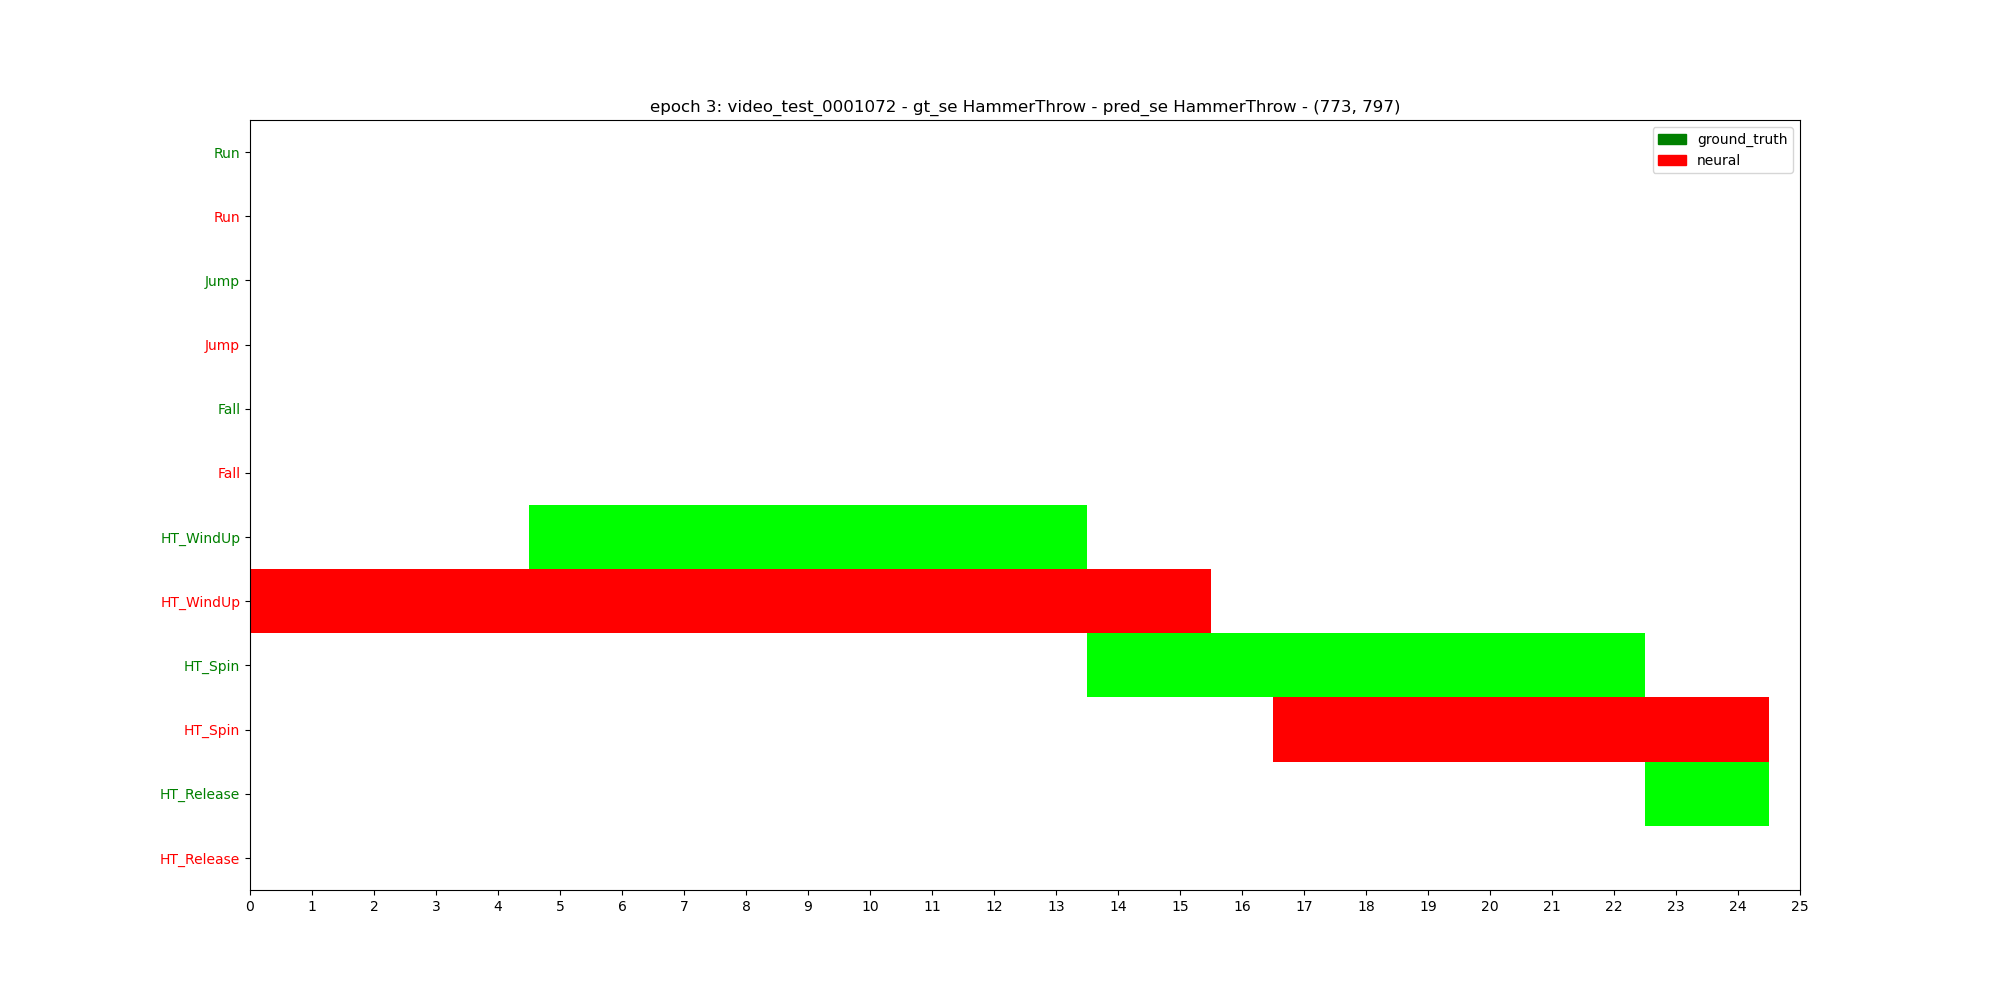 epoch 3: video_test_0001072 - gt_se HammerThrow - pred_se HammerThrow - (773, 797)
ground_truth
neural
Run
Run
Jump
Jump
Fall
Fall
HT_WindUp
HT_WindUp
HT_Spin
HT_Spin
HT_Release
HT_Release
0 1 2 3 4 5 6 7 8 9 10 11 12 13 14 15 16 17 18 19 20 21 22 23 24 25